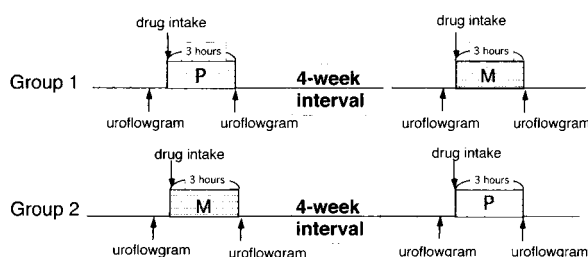 drug intake drug intake
3 hours 3 hours
Group 1 P 4-week interval M
uroflowgram uroflowgram uroflowgram uroflowgram
drug intake drug intake
3 hours 3 hours
Group 2 M 4-week interval P
uroflowgram uroflowgram uroflowgram uroflowgram